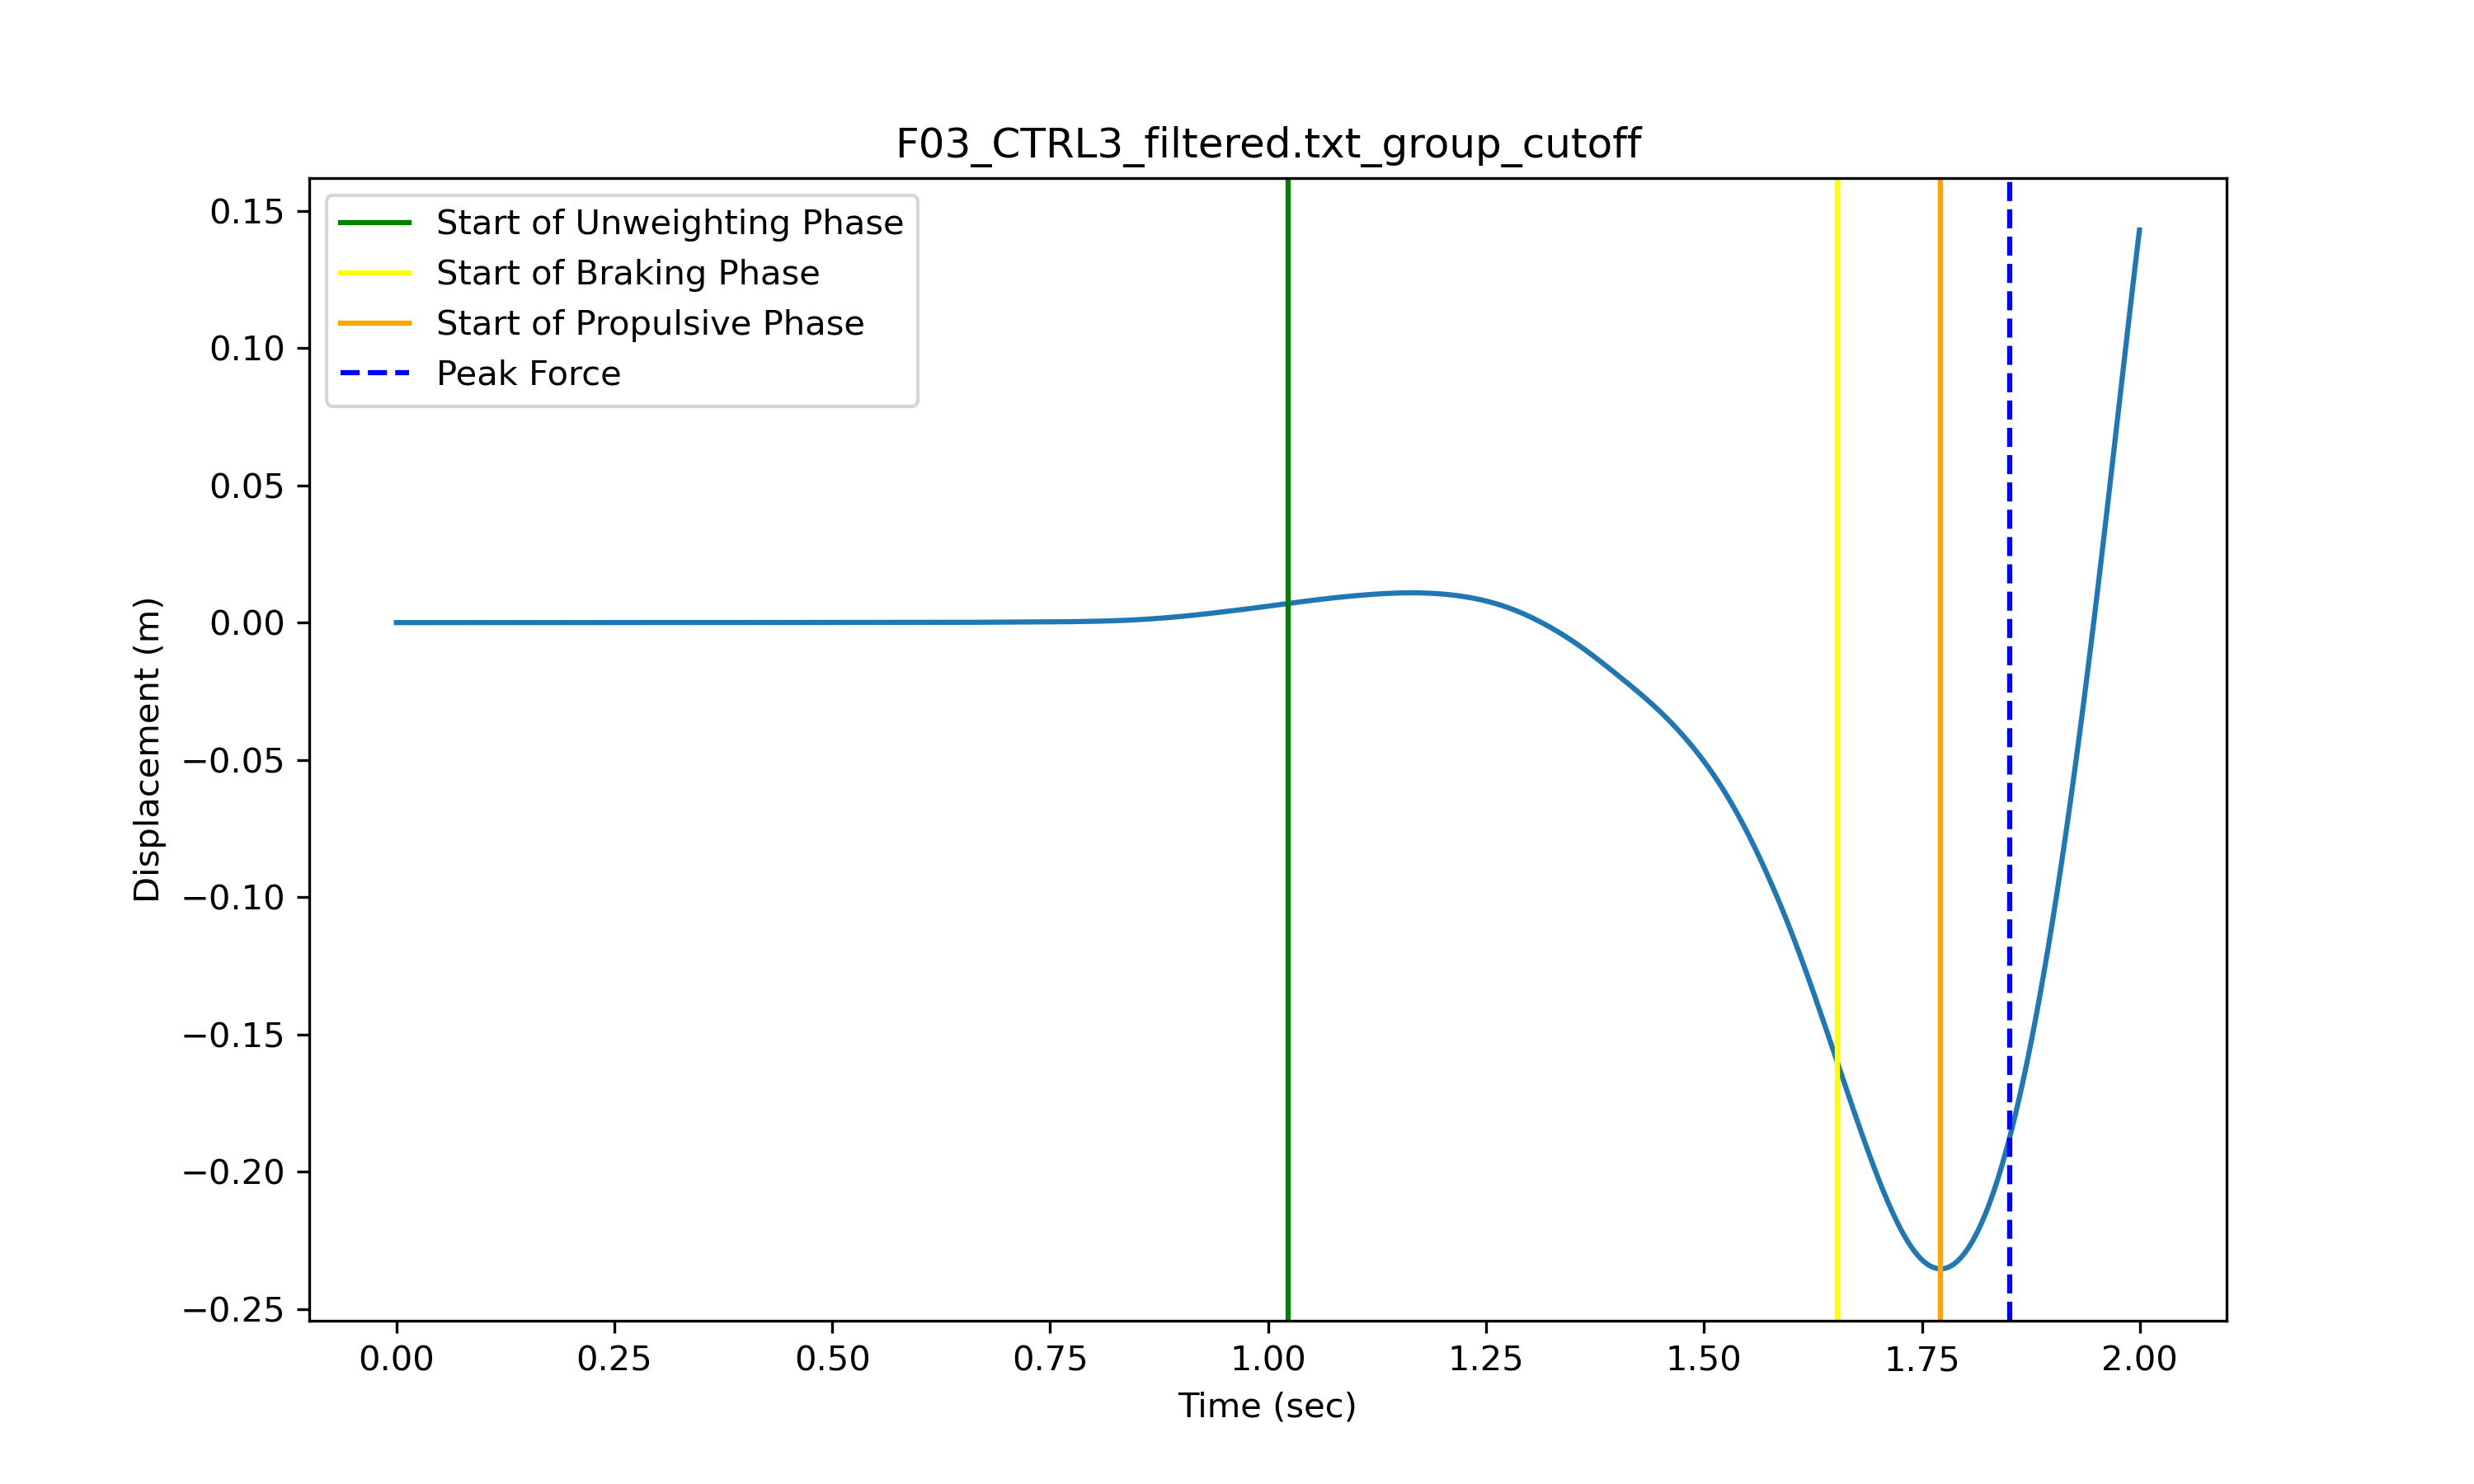 F03_CTRL3_filtered.txt_group_cutoff
Start of Unweighting Phase
Start of Braking Phase
Start of Propulsive Phase
Peak Force
0.15
0.10
0.05
0.00
−0.05
−0.10
−0.15
−0.20
−0.25
Displacement (m)
0.00 0.25 0.50 0.75 1.00 1.25 1.50 1.75 2.00
Time (sec)